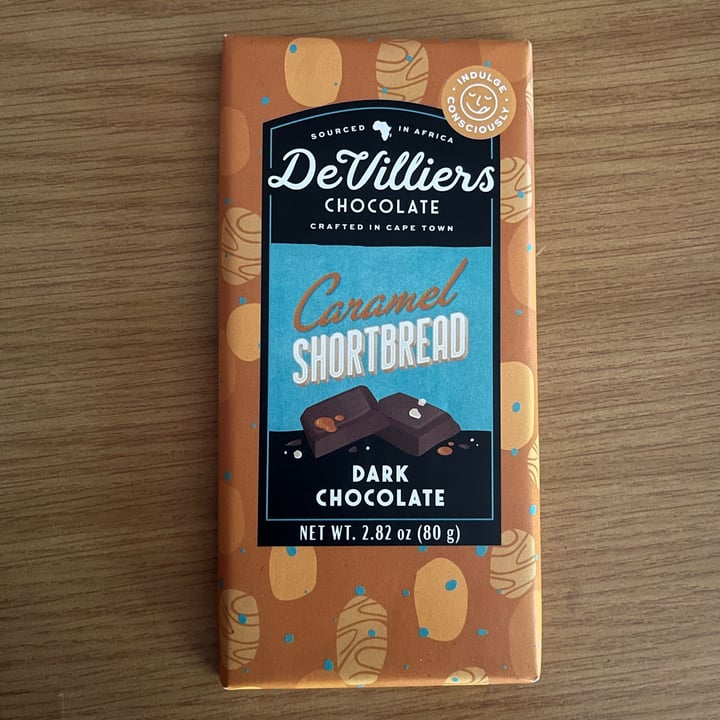 INDULGE
CONSCIOUSLY
SOURCED IN AFRICA
DeVilliers
CHOCOLATE
CRAFTED IN CAPE TOWN
Caramel
SHORTBREAD
DARK
CHOCOLATE
NET WT. 2.82 oz (80 g)